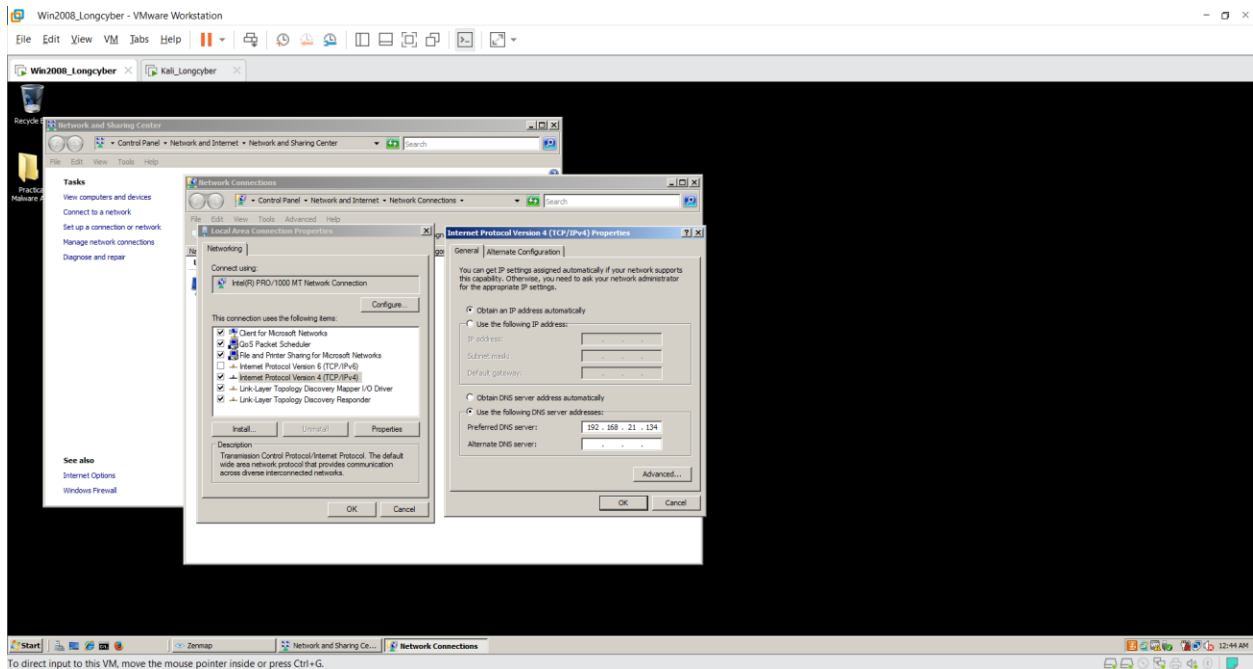 Win2008_Longcyber - VMware Workstation
File Edit View VM Tabs Help
Win2008_Longcyber Kali_Longcyber
Recycle
Network and Sharing Center
Control Panel Network and Internet Network and Sharing Center Search
File Edit View Tools Help
Practica
Malware A
Tasks
View computers and devices
Connect to a network
Set up a connection or network
Manage network connections
Diagnose and repair
See also
Internet Options
Windows Firewall
Network Connections
Control Panel Network and Internet Network Connections Search
File Edit View Tools Advanced Help
Local Area Connection Properties
Networking
Connect using:
Intel(R) PRO/1000 MT Network Connection
Configure...
This connection uses the following items:
Client for Microsoft Networks
QoS Packet Scheduler
File and Printer Sharing for Microsoft Networks
Internet Protocol Version 6 (TCP/IPv6)
Internet Protocol Version 4 (TCP/IPv4)
Link-Layer Topology Discovery Mapper I/O Driver
Link-Layer Topology Discovery Responder
Install... Uninstall Properties
Description
Transmission Control Protocol/Internet Protocol. The default
wide area network protocol that provides communication
across diverse interconnected networks.
OK Cancel
Internet Protocol Version 4 (TCP/IPv4) Properties
General Alternate Configuration
You can get IP settings assigned automatically if your network supports
this capability. Otherwise, you need to ask your network administrator
for the appropriate IP settings.
Obtain an IP address automatically
Use the following IP address:
IP address:
Subnet mask:
Default gateway:
Obtain DNS server address automatically
Use the following DNS server addresses:
Preferred DNS server: 192 . 168 . 21 . 134
Alternate DNS server:
Advanced...
OK Cancel
Start Zenmap Network and Sharing Ce... Network Connections 12:44 AM
To direct input to this VM, move the mouse pointer inside or press Ctrl+G.